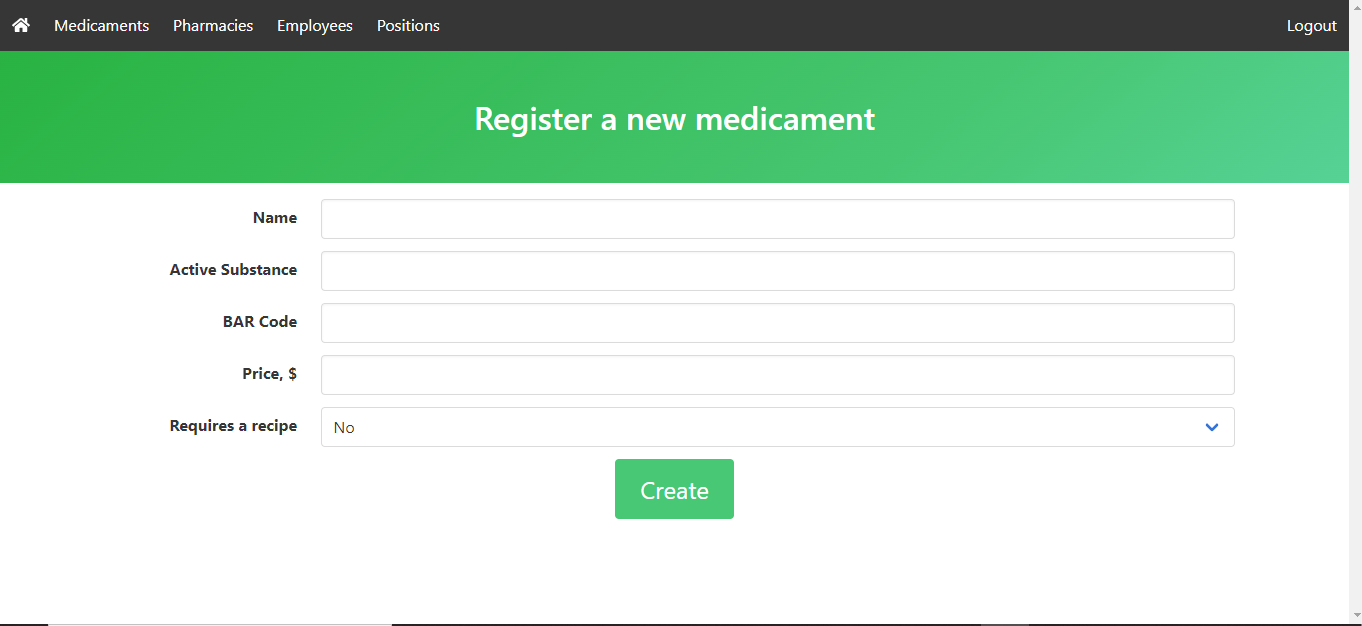 Medicaments Pharmacies Employees Positions Logout
Register a new medicament
Name
Active Substance
BAR Code
Price, $
Requires a recipe No
Create